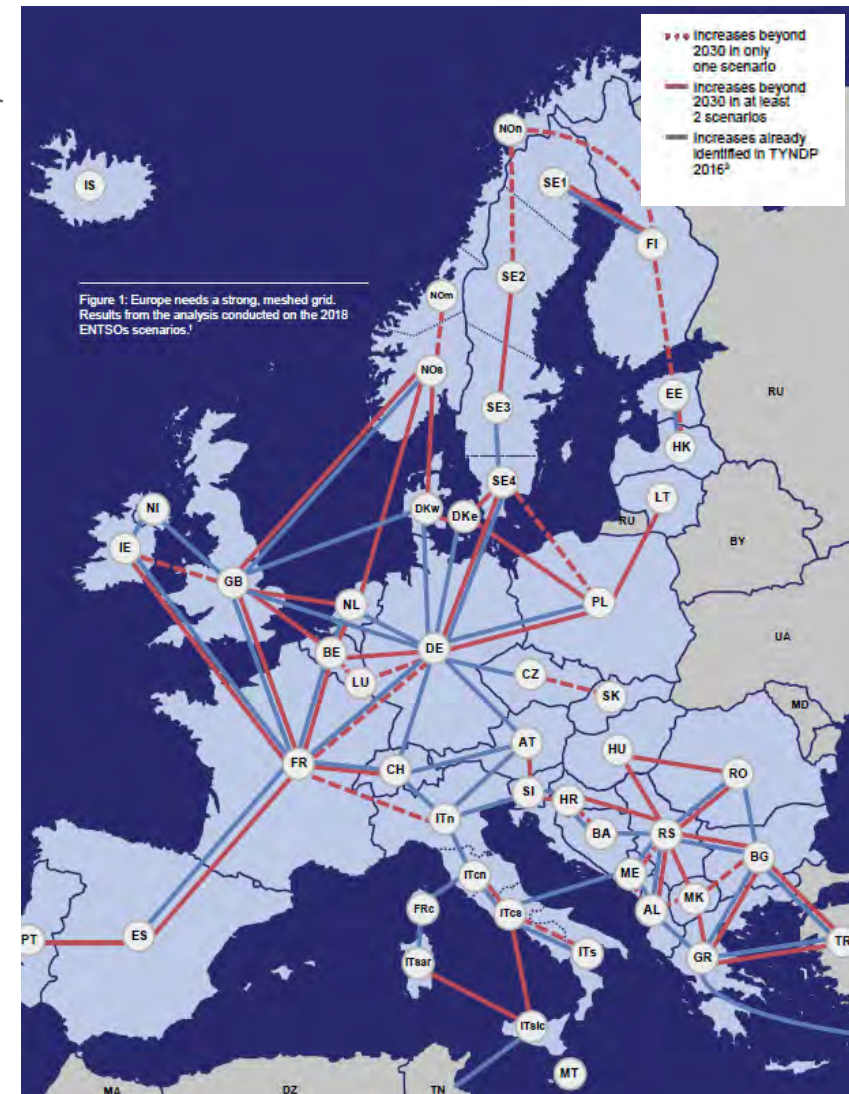 Increases beyond
2030 in only
one scenario
Increases beyond
2030 in at least
2 scenarios
Increases already
identified in TYNDP
2016³
NOn
SE1
IS
FI
SE2
Figure 1: Europe needs a strong, meshed grid.
Results from the analysis conducted on the 2018
ENTSOs scenarios.¹
NOm
NOs
EE
RU
SE3
HK
SE4
LT
NI
DKw
DKe
RU
BY
IE
GB
NL
PL
UA
BE
DE
LU
CZ
SK
MD
AT
HU
FR
CH
RO
SI
HR
ITn
BA
RS
BG
ITcn
ME
MK
FRc
ITcs
AL
PT
ES
TR
ITs
GR
ITsar
ITsic
MT
MA
DZ
TN